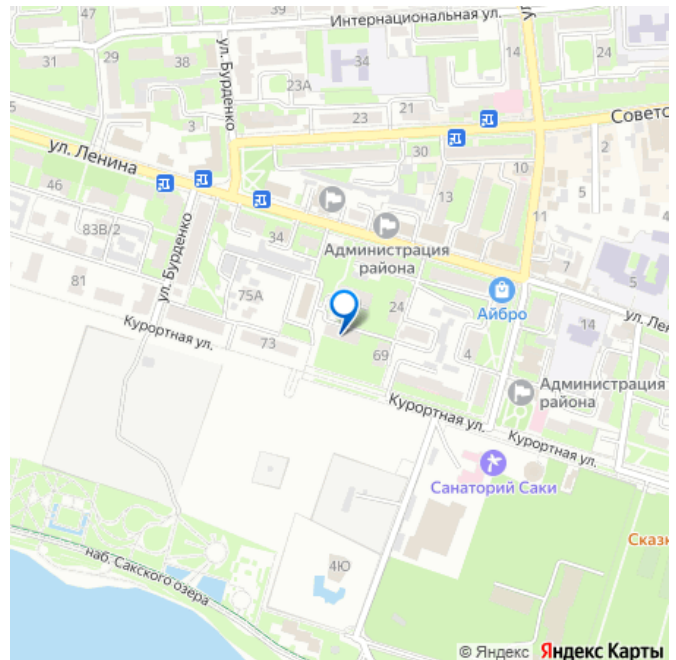 47
39
Интернациональная ул.
14
24
31
29
38
34
ул. Бурденко
23А
3
23
21
Советс
ул. Ленина
30
10
2
46
13
5
83В/2
34
11
Администрация
района
7
5
ул. Бурденко
81
75А
24
Айбро
ул. Лен
14
Курортная ул.
73
69
4
Администрация
района
Курортная ул.
Курортная ул.
Санаторий Саки
Сказк
4Ю
наб. Сакского озера
© Яндекс Яндекс Карты